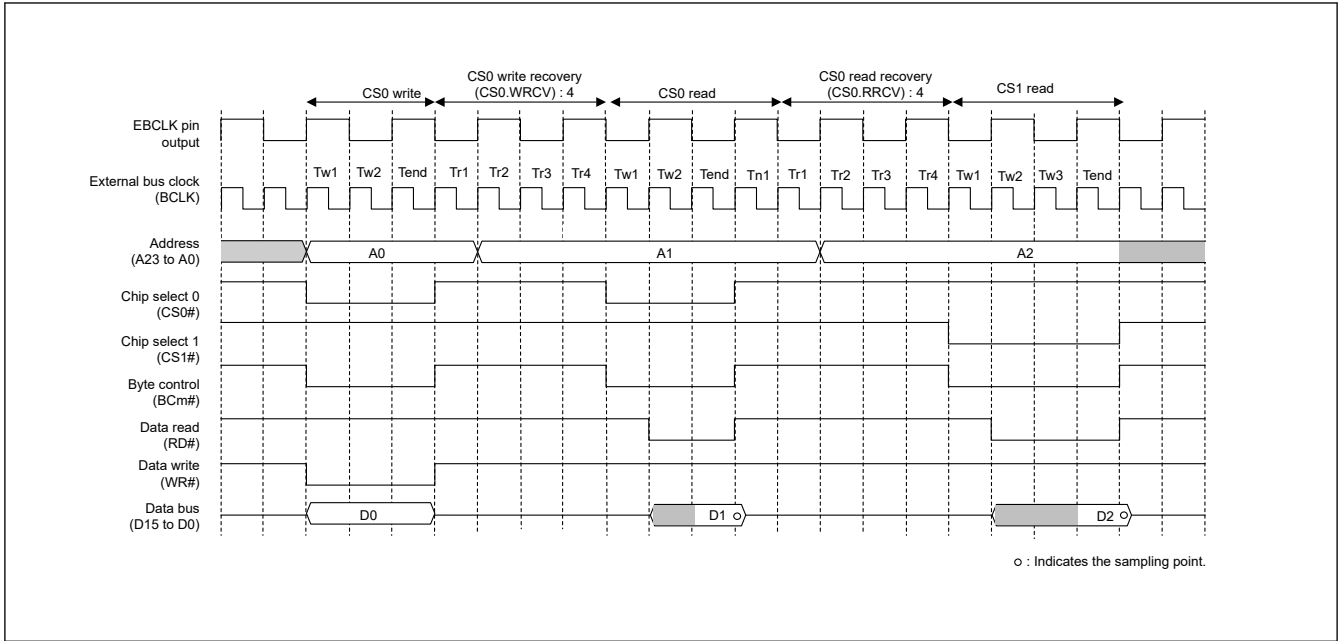 CS0 write
CS0 write recovery
(CS0.WRCV) : 4
CS0 read
CS0 read recovery
(CS0.RRCV) : 4
CS1 read
EBCLK pin
output
External bus clock
(BCLK)
Tw1 Tw2 Tend Tr1 Tr2 Tr3 Tr4 Tw1 Tw2 Tend Tn1 Tr1 Tr2 Tr3 Tr4 Tw1 Tw2 Tw3 Tend
Address
(A23 to A0)
A0 A1 A2
Chip select 0
(CS0#)
Chip select 1
(CS1#)
Byte control
(BCm#)
Data read
(RD#)
Data write
(WR#)
Data bus
(D15 to D0)
D0 D1 D2
: Indicates the sampling point.